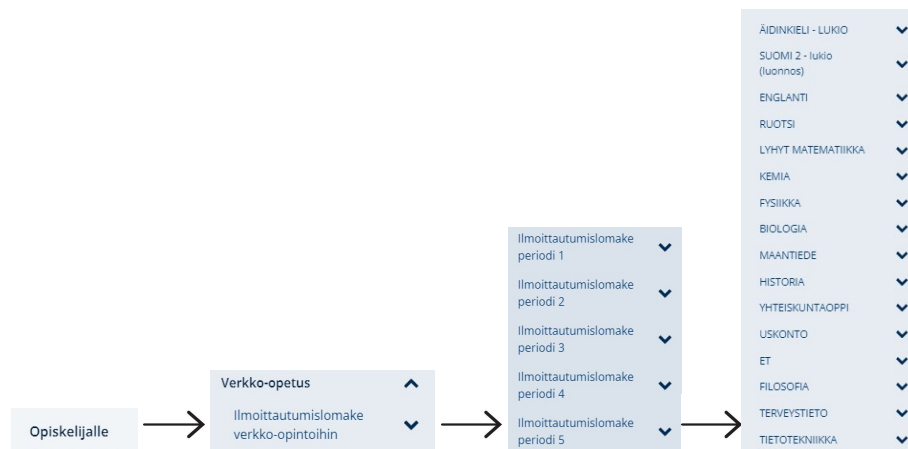 Opiskelijalle
Verkko-opetus
Ilmoittautumislomake
verkko-opintoihin
Ilmoittautumislomake
periodi 1
Ilmoittautumislomake
periodi 2
Ilmoittautumislomake
periodi 3
Ilmoittautumislomake
periodi 4
Ilmoittautumislomake
periodi 5
ÄIDINKIELI - LUKIO
SUOMI 2 - lukio
(luonnos)
ENGLANTI
RUOTSI
LYHYT MATEMATIIKKA
KEMIA
FYSIIKKA
BIOLOGIA
MAANTIEDE
HISTORIA
YHTEISKUNTAOPPI
USKONTO
ET
FILOSOFIA
TERVEYSTIETO
TIETOTEKNIIKKA